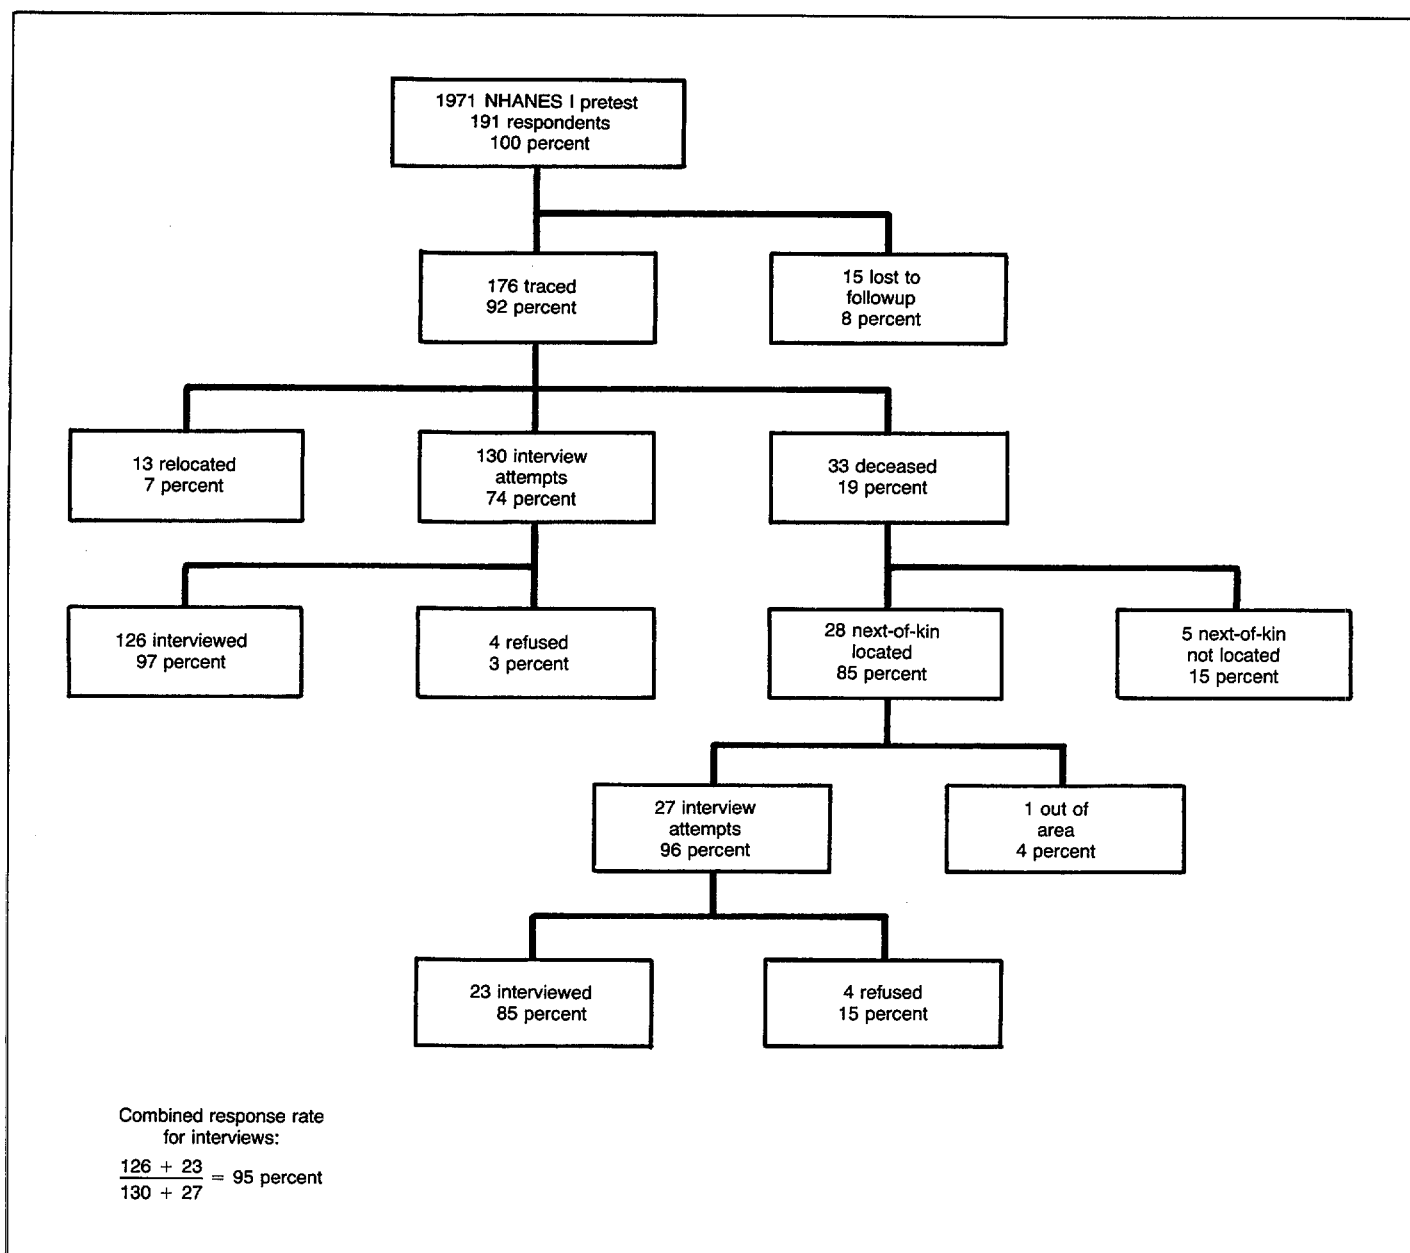 1971 NHANES I pretest
191 respondents
100 percent
176 traced
92 percent
15 lost to
followup
8 percent
13 relocated
7 percent
130 interview
attempts
74 percent
33 deceased
19 percent
126 interviewed
97 percent
4 refused
3 percent
28 next-of-kin
located
85 percent
5 next-of-kin
not located
15 percent
27 interview
attempts
96 percent
1 out of
area
4 percent
23 interviewed
85 percent
4 refused
15 percent
Combined response rate
for interviews:
126 + 23
130 + 27
= 95 percent